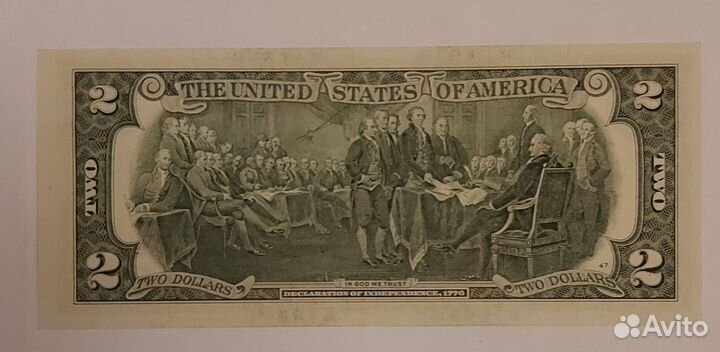 2
THE UNITED STATES OF AMERICA
2
TWO
TWO
2
TWO DOLLARS
IN GOD WE TRUST
47
TWO DOLLARS
2
DECLARATION OF INDEPENDENCE, 1776
Avito